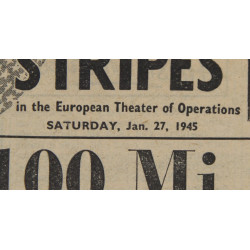 STRIPES
in the European Theater of Operations
SATURDAY, Jan. 27, 1945
100 Mi